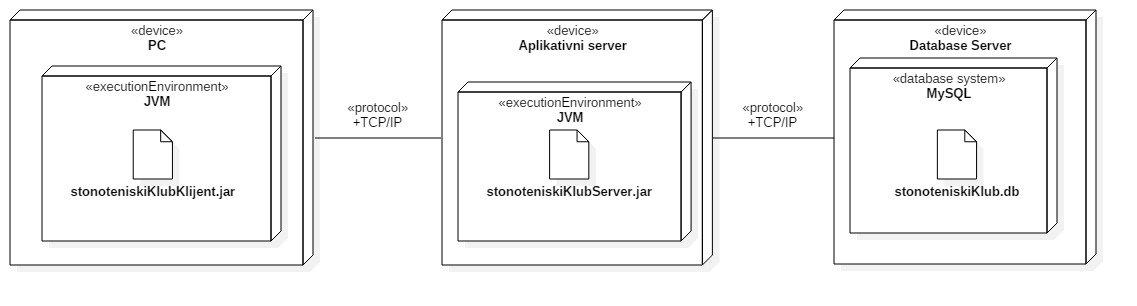 «device»
PC
«executionEnvironment»
JVM
stonoteniskiKlubKlijent.jar
«protocol»
+TCP/IP
«device»
Aplikativni server
«executionEnvironment»
JVM
stonoteniskiKlubServer.jar
«protocol»
+TCP/IP
«device»
Database Server
«database system»
MySQL
stonoteniskiKlub.db